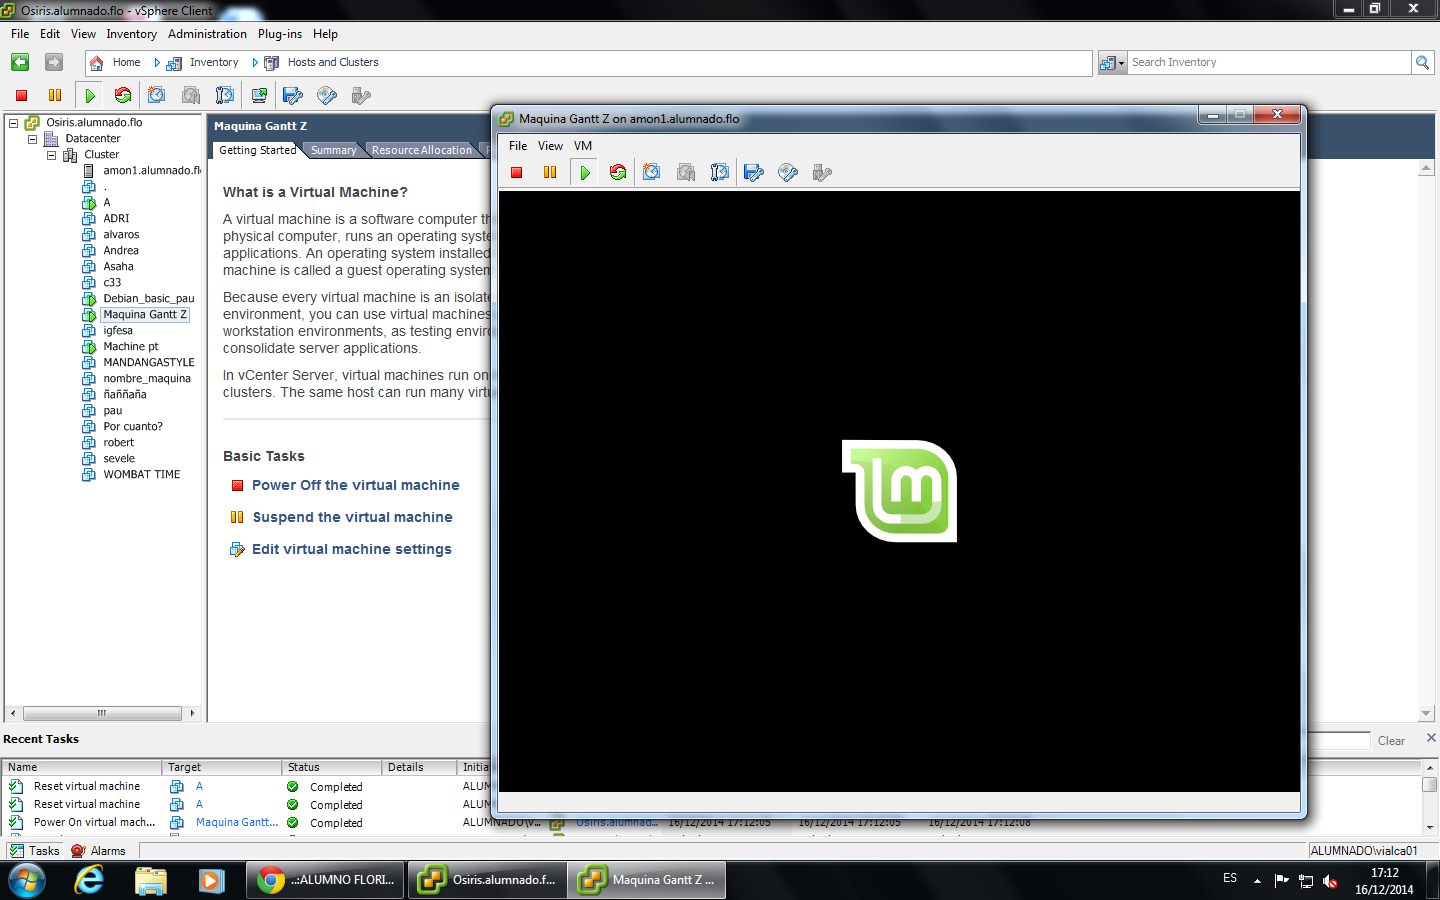 Osiris.alumnado.flo - vSphere Client
File Edit View Inventory Administration Plug-ins Help
Home Inventory Hosts and Clusters
Search Inventory
Osiris.alumnado.flo
Datacenter
Cluster
amon1.alumnado.fl
.
A
ADRI
alvaros
Andrea
Asaha
c33
Debian_basic_pau
Maquina Gantt Z
igfesa
Machine pt
MANDANGASTYLE
nombre_maquina
ñaññaña
pau
Por cuanto?
robert
sevele
WOMBAT TIME
Maquina Gantt Z
Getting Started Summary Resource Allocation
What is a Virtual Machine?
A virtual machine is a software computer th
physical computer, runs an operating syste
applications. An operating system installed
machine is called a guest operating system
Because every virtual machine is an isolate
environment, you can use virtual machines
workstation environments, as testing enviro
consolidate server applications.
In vCenter Server, virtual machines run on
clusters. The same host can run many virtu
Basic Tasks
Power Off the virtual machine
Suspend the virtual machine
Edit virtual machine settings
Maquina Gantt Z on amon1.alumnado.flo
File View VM
lm
Recent Tasks
Clear
Name Target Status Details Initia
Reset virtual machine A Completed ALUM
Reset virtual machine A Completed ALUM
Power On virtual mach... Maquina Gantt... Completed ALUMNADO\v... Osiris.alumnad... 16/12/2014 17:12:05 16/12/2014 17:12:05 16/12/2014 17:12:08
Tasks Alarms
ALUMNADO\vialca01
..:ALUMNO FLORI... Osiris.alumnado.f... Maquina Gantt Z ...
ES
17:12
16/12/2014